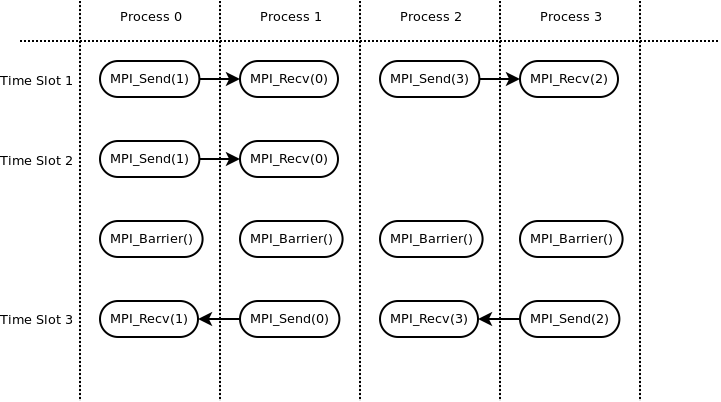 Process 0 Process 1 Process 2 Process 3
Time Slot 1 MPI_Send(1) MPI_Recv(0) MPI_Send(3) MPI_Recv(2)
Time Slot 2 MPI_Send(1) MPI_Recv(0)
MPI_Barrier() MPI_Barrier() MPI_Barrier() MPI_Barrier()
Time Slot 3 MPI_Recv(1) MPI_Send(0) MPI_Recv(3) MPI_Send(2)